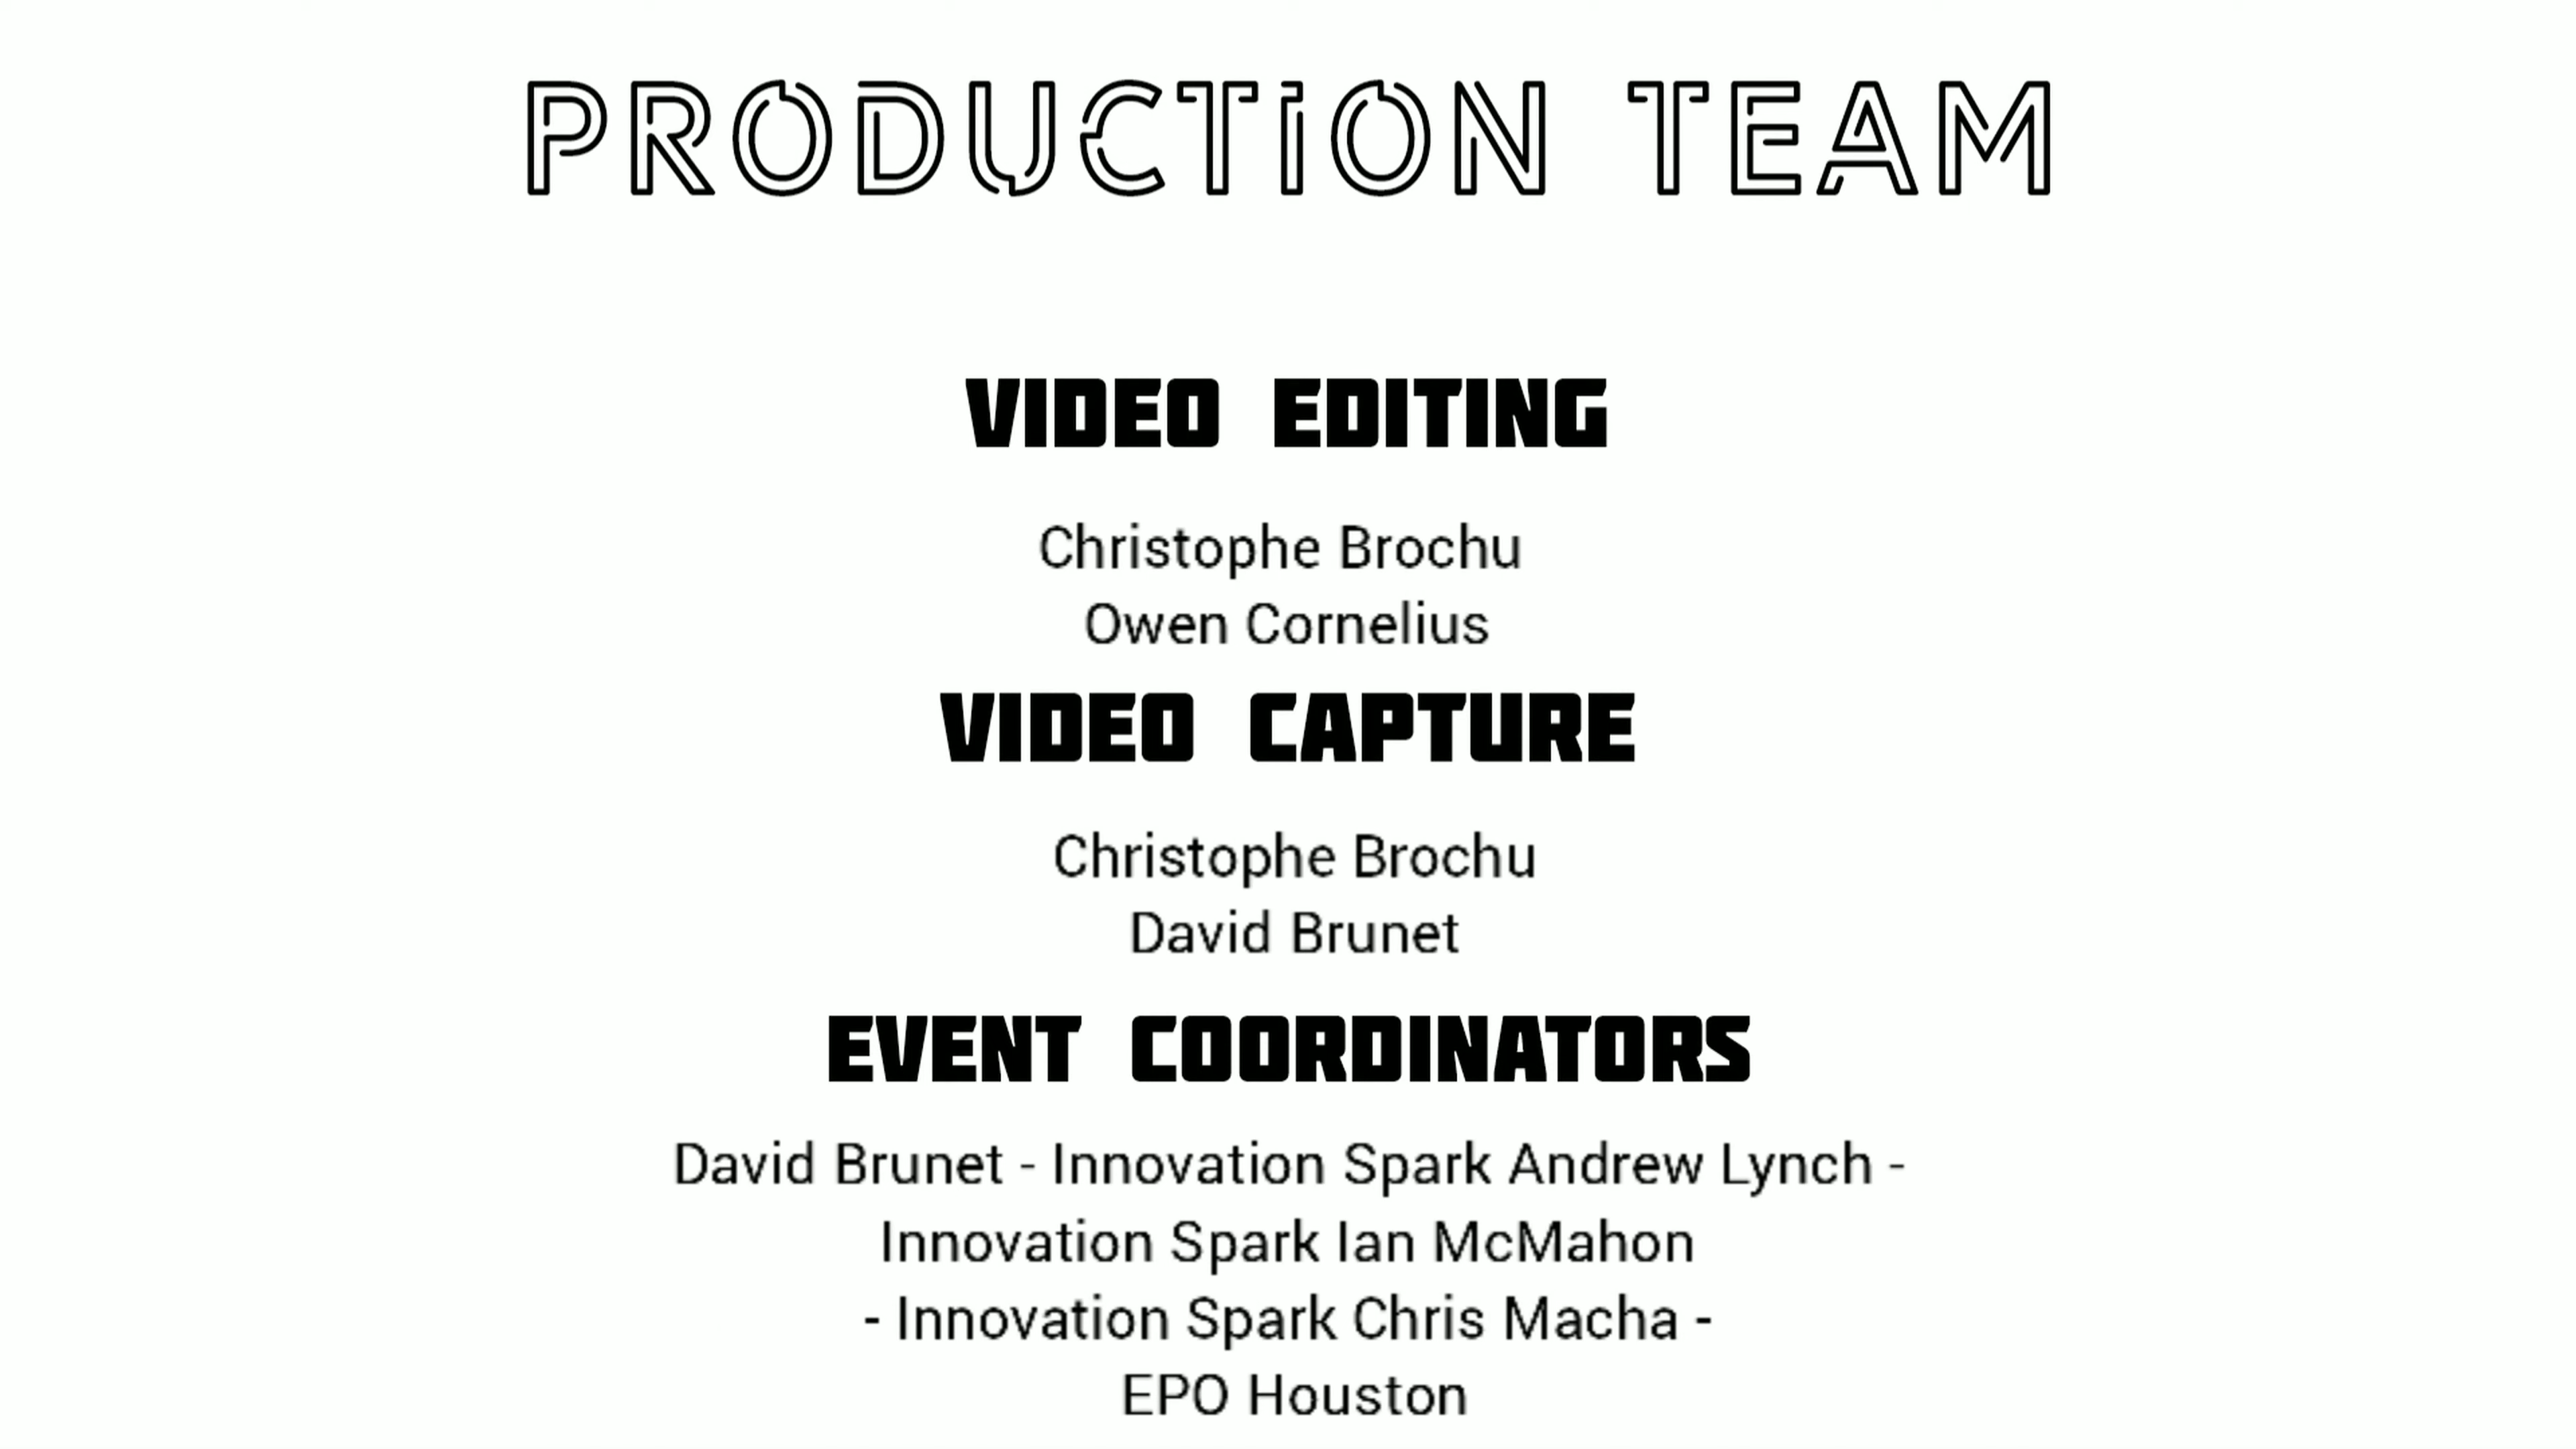 PRODUCTION TEAM
VIDEO EDITING
Christophe Brochu
Owen Cornelius
VIDEO CAPTURE
Christophe Brochu
David Brunet
EVENT COORDINATORS
David Brunet - Innovation Spark Andrew Lynch -
Innovation Spark Ian McMahon
- Innovation Spark Chris Macha -
EPO Houston